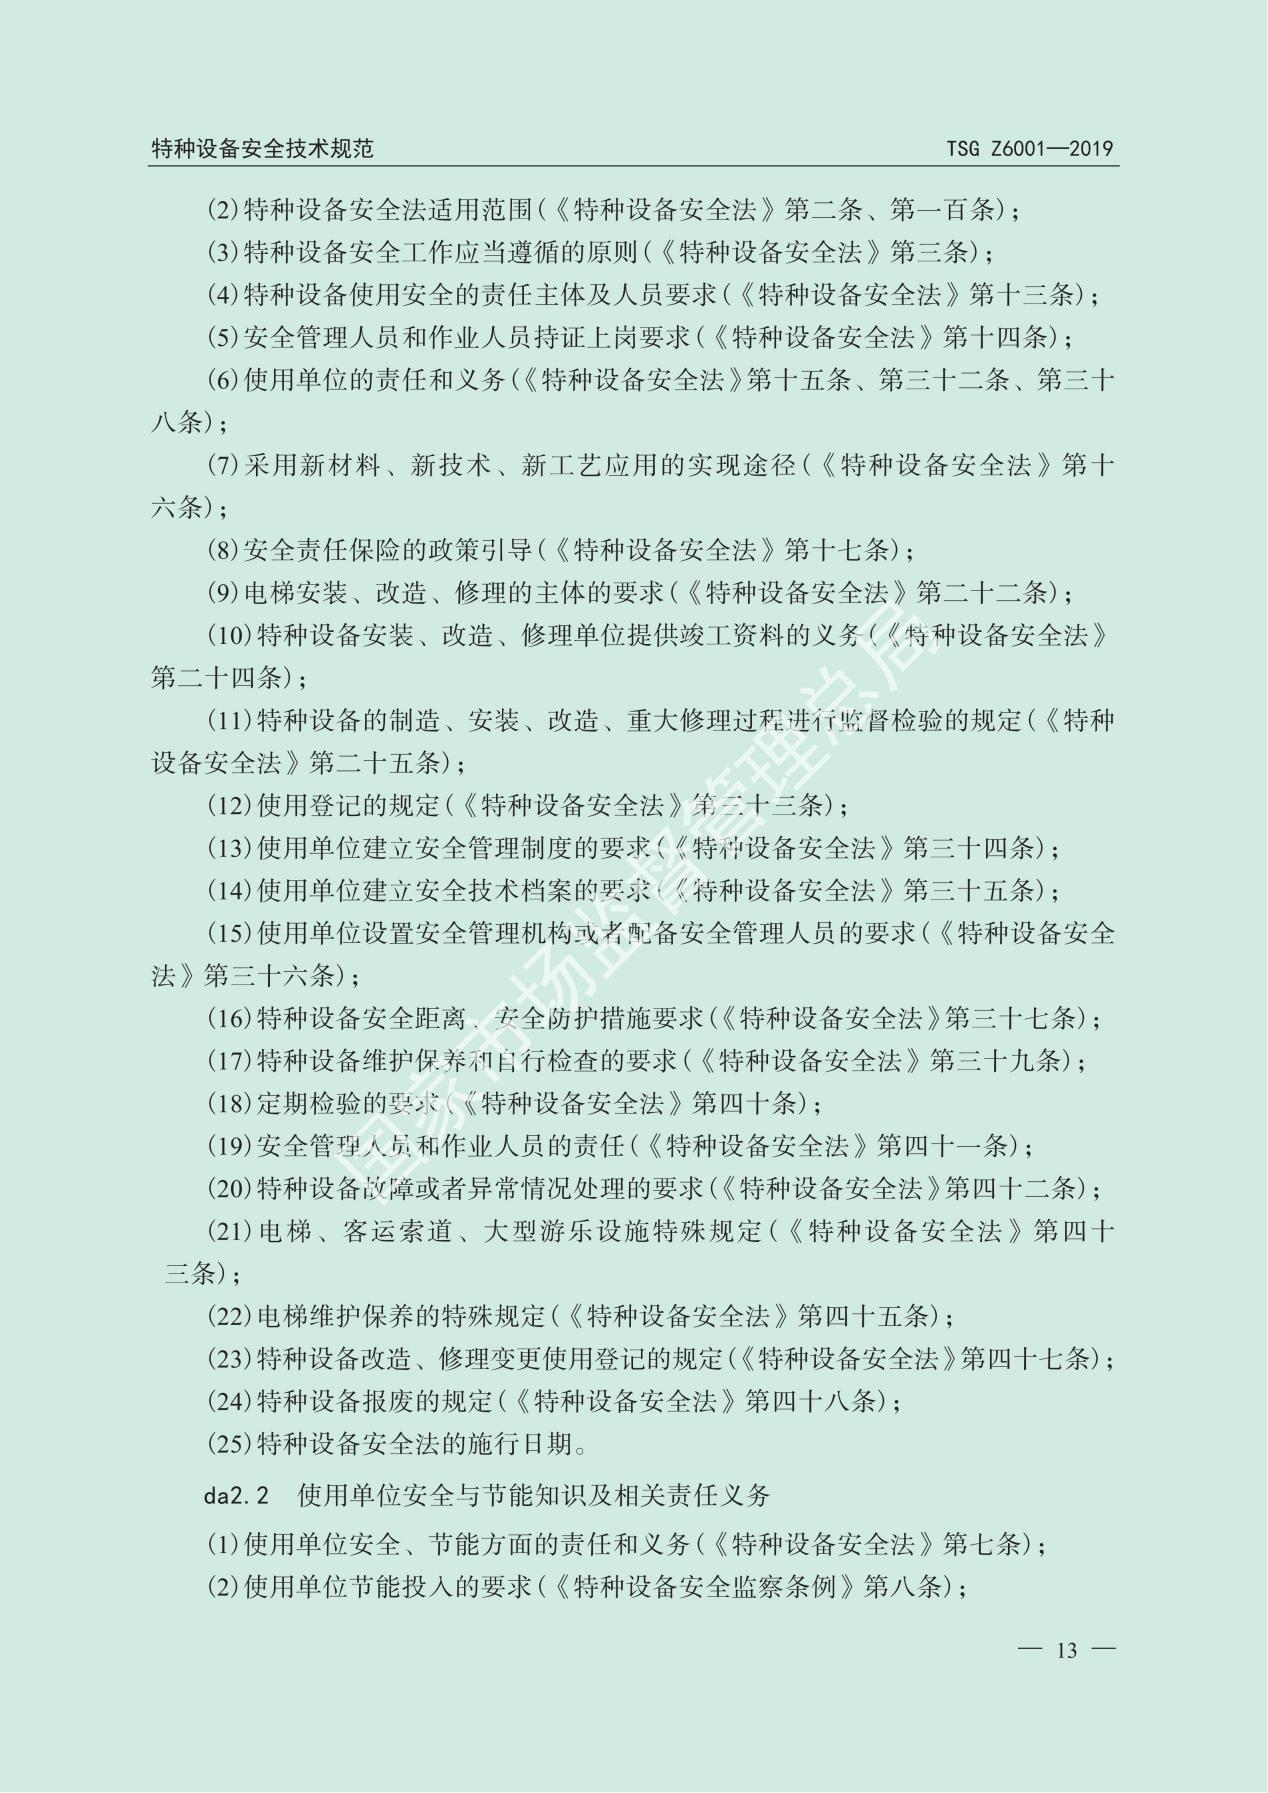 特种设备安全技术规范 TSG Z6001—2019
(2)特种设备安全法适用范围(《特种设备安全法》第二条、第一百条)；
(3)特种设备安全工作应当遵循的原则(《特种设备安全法》第三条)；
(4)特种设备使用安全的责任主体及人员要求(《特种设备安全法》第十三条)；
(5)安全管理人员和作业人员持证上岗要求(《特种设备安全法》第十四条)；
(6)使用单位的责任和义务(《特种设备安全法》第十五条、第三十二条、第三十
八条)；
(7)采用新材料、新技术、新工艺应用的实现途径(《特种设备安全法》第十
六条)；
(8)安全责任保险的政策引导(《特种设备安全法》第十七条)；
(9)电梯安装、改造、修理的主体的要求(《特种设备安全法》第二十二条)；
(10)特种设备安装、改造、修理单位提供竣工资料的义务(《特种设备安全法》
第二十四条)；
(11)特种设备的制造、安装、改造、重大修理过程进行监督检验的规定(《特种
设备安全法》第二十五条)；
(12)使用登记的规定(《特种设备安全法》第三十三条)；
(13)使用单位建立安全管理制度的要求(《特种设备安全法》第三十四条)；
(14)使用单位建立安全技术档案的要求(《特种设备安全法》第三十五条)；
(15)使用单位设置安全管理机构或者配备安全管理人员的要求(《特种设备安全
法》第三十六条)；
(16)特种设备安全距离、安全防护措施要求(《特种设备安全法》第三十七条)；
(17)特种设备维护保养和自行检查的要求(《特种设备安全法》第三十九条)；
(18)定期检验的要求(《特种设备安全法》第四十条)；
(19)安全管理人员和作业人员的责任(《特种设备安全法》第四十一条)；
(20)特种设备故障或者异常情况处理的要求(《特种设备安全法》第四十二条)；
(21)电梯、客运索道、大型游乐设施特殊规定(《特种设备安全法》第四十
三条)；
(22)电梯维护保养的特殊规定(《特种设备安全法》第四十五条)；
(23)特种设备改造、修理变更使用登记的规定(《特种设备安全法》第四十七条)；
(24)特种设备报废的规定(《特种设备安全法》第四十八条)；
(25)特种设备安全法的施行日期。
da2.2 使用单位安全与节能知识及相关责任义务
(1)使用单位安全、节能方面的责任和义务(《特种设备安全法》第七条)；
(2)使用单位节能投入的要求(《特种设备安全监察条例》第八条)；
— 13 —
国家市场监督管理总局